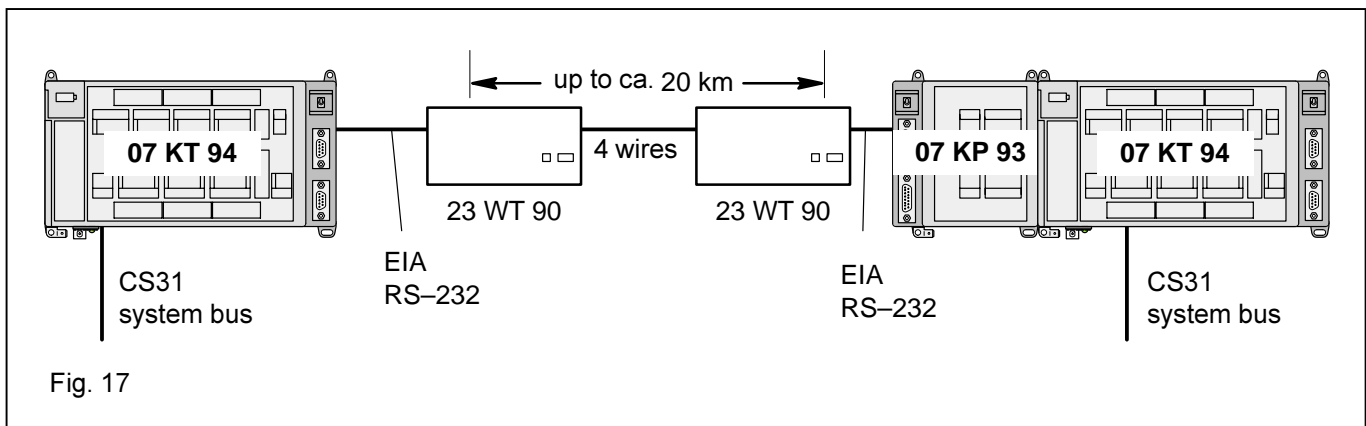 up to ca. 20 km
07 KT 94
4 wires
07 KP 93
07 KT 94
23 WT 90
23 WT 90
EIA
RS–232
EIA
RS–232
CS31
system bus
CS31
system bus
Fig. 17